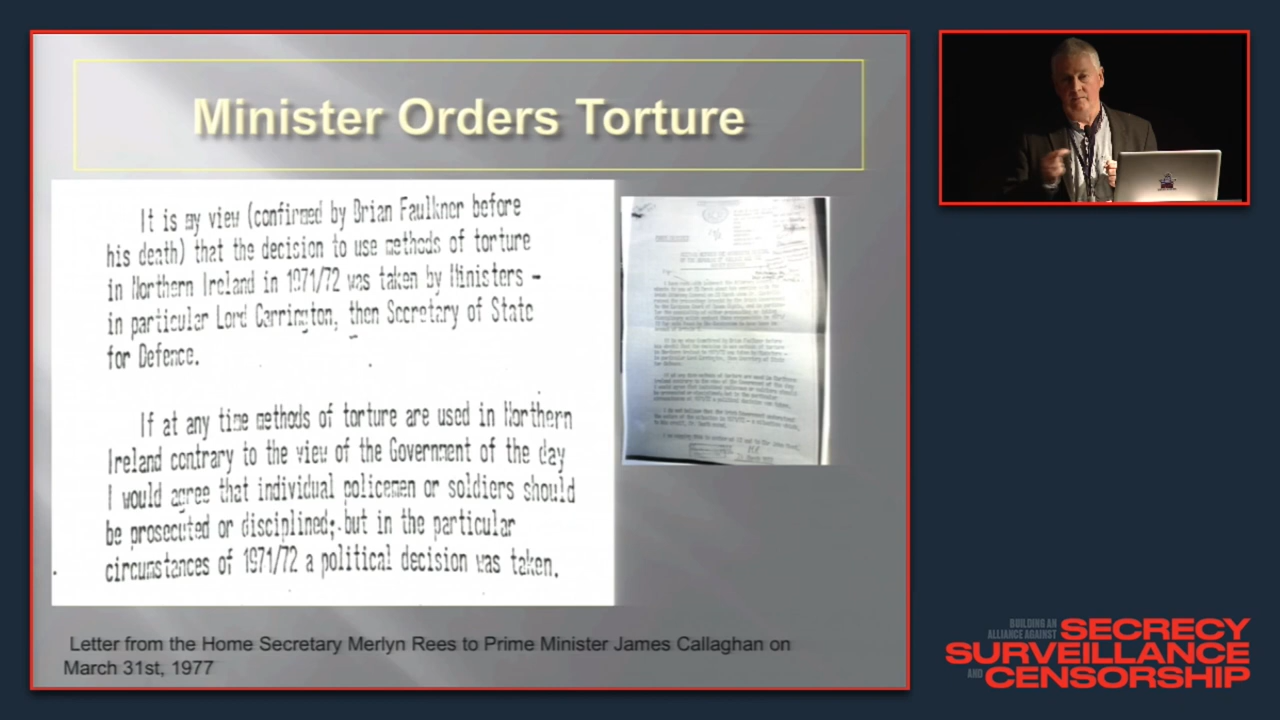 Minister Orders Torture
It is my view (confirmed by Brian Faulkner before
his death) that the decision to use methods of torture
in Northern Ireland in 1971/72 was taken by Ministers -
in particular Lord Carrington, then Secretary of State
for Defence.
If at any time methods of torture are used in Northern
Ireland contrary to the view of the Government of the day
I would agree that individual policemen or soldiers should
be prosecuted or disciplined; but in the particular
circumstances of 1971/72 a political decision was taken.
Letter from the Home Secretary Merlyn Rees to Prime Minister James Callaghan on
March 31st, 1977
BUILDING AN
ALLIANCE AGAINST
SECRECY
SURVEILLANCE
AND CENSORSHIP